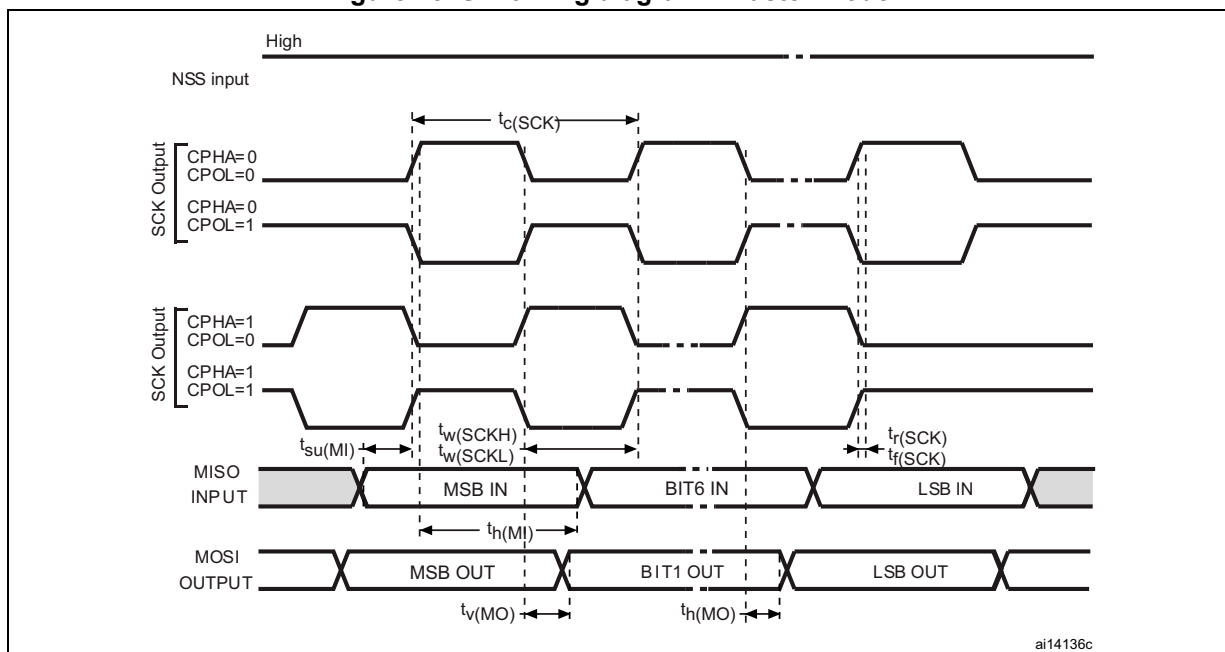 High
NSS input
tc(SCK)
SCK Output
CPHA=0
CPOL=0
CPHA=0
CPOL=1
SCK Output
CPHA=1
CPOL=0
CPHA=1
CPOL=1
tsu(MI)
tw(SCKH)
tw(SCKL)
tr(SCK)
tf(SCK)
MISO
INPUT
MSB IN
BIT6 IN
LSB IN
th(MI)
MOSI
OUTPUT
MSB OUT
BIT1 OUT
LSB OUT
tv(MO)
th(MO)
ai14136c